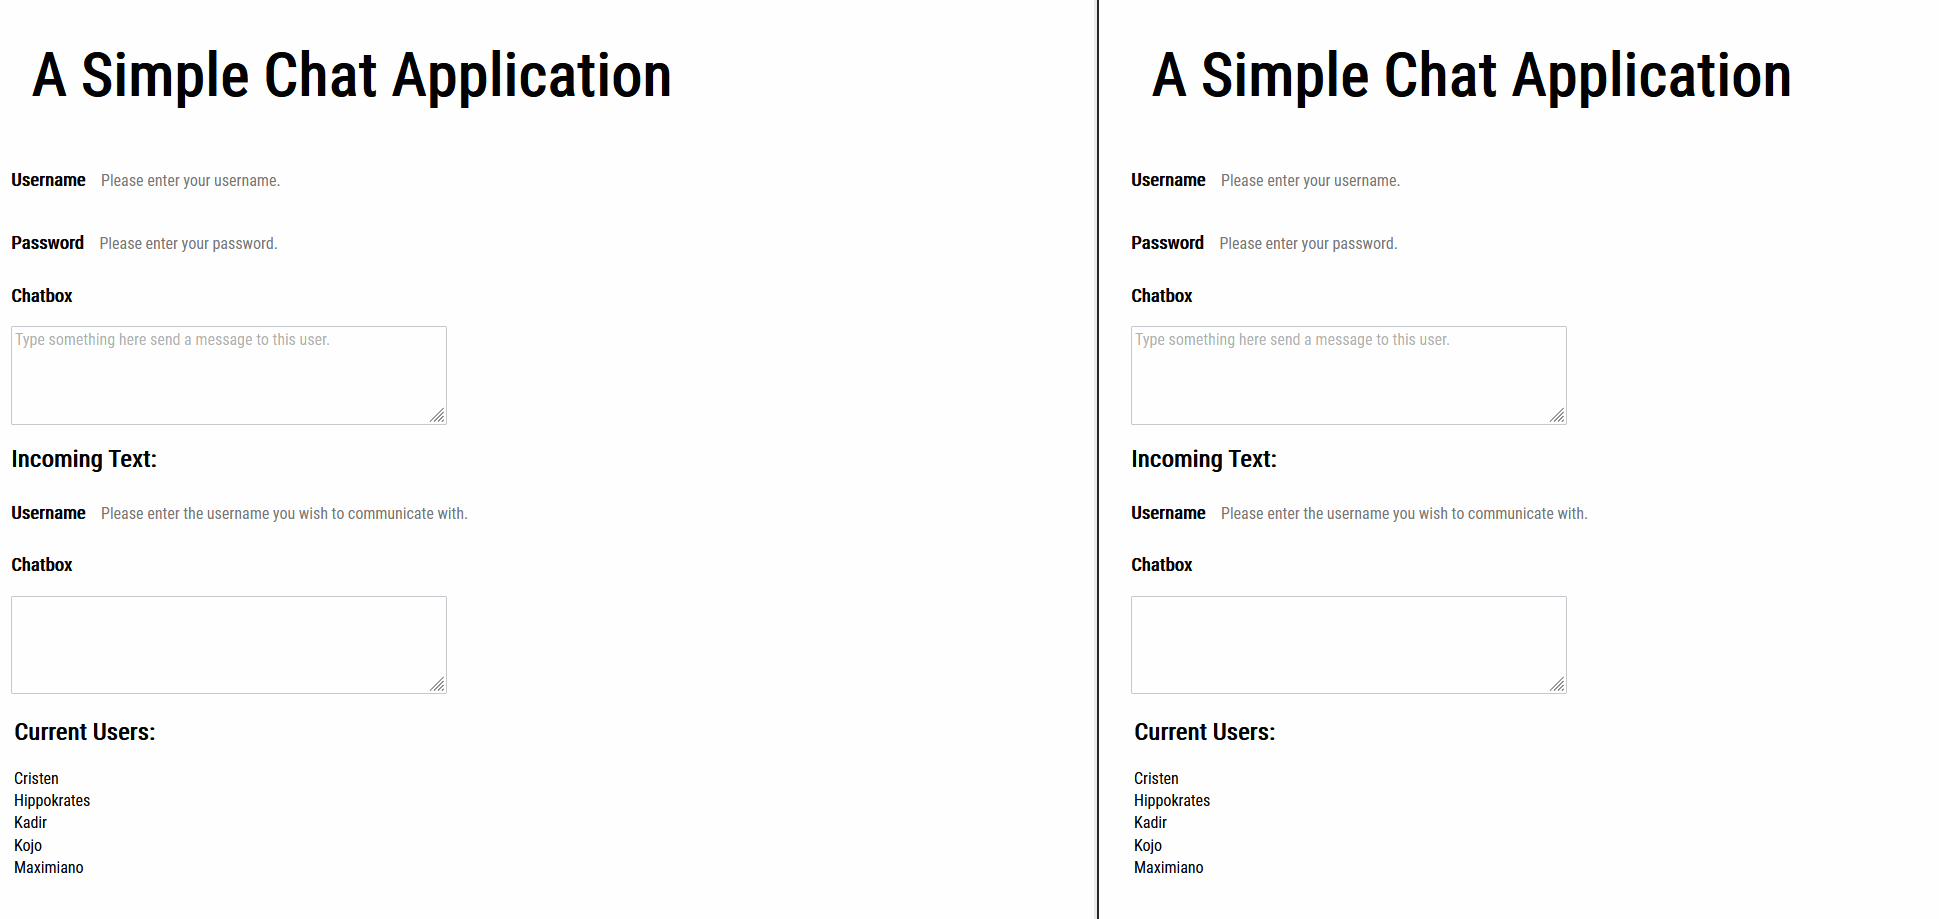 A Simple Chat Application
Username Please enter your username.
Password Please enter your password.
Chatbox
Type something here send a message to this user.
Incoming Text:
Username Please enter the username you wish to communicate with.
Chatbox
Current Users:
Cristen
Hippokrates
Kadir
Kojo
Maximiano
A Simple Chat Application
Username Please enter your username.
Password Please enter your password.
Chatbox
Type something here send a message to this user.
Incoming Text:
Username Please enter the username you wish to communicate with.
Chatbox
Current Users:
Cristen
Hippokrates
Kadir
Kojo
Maximiano